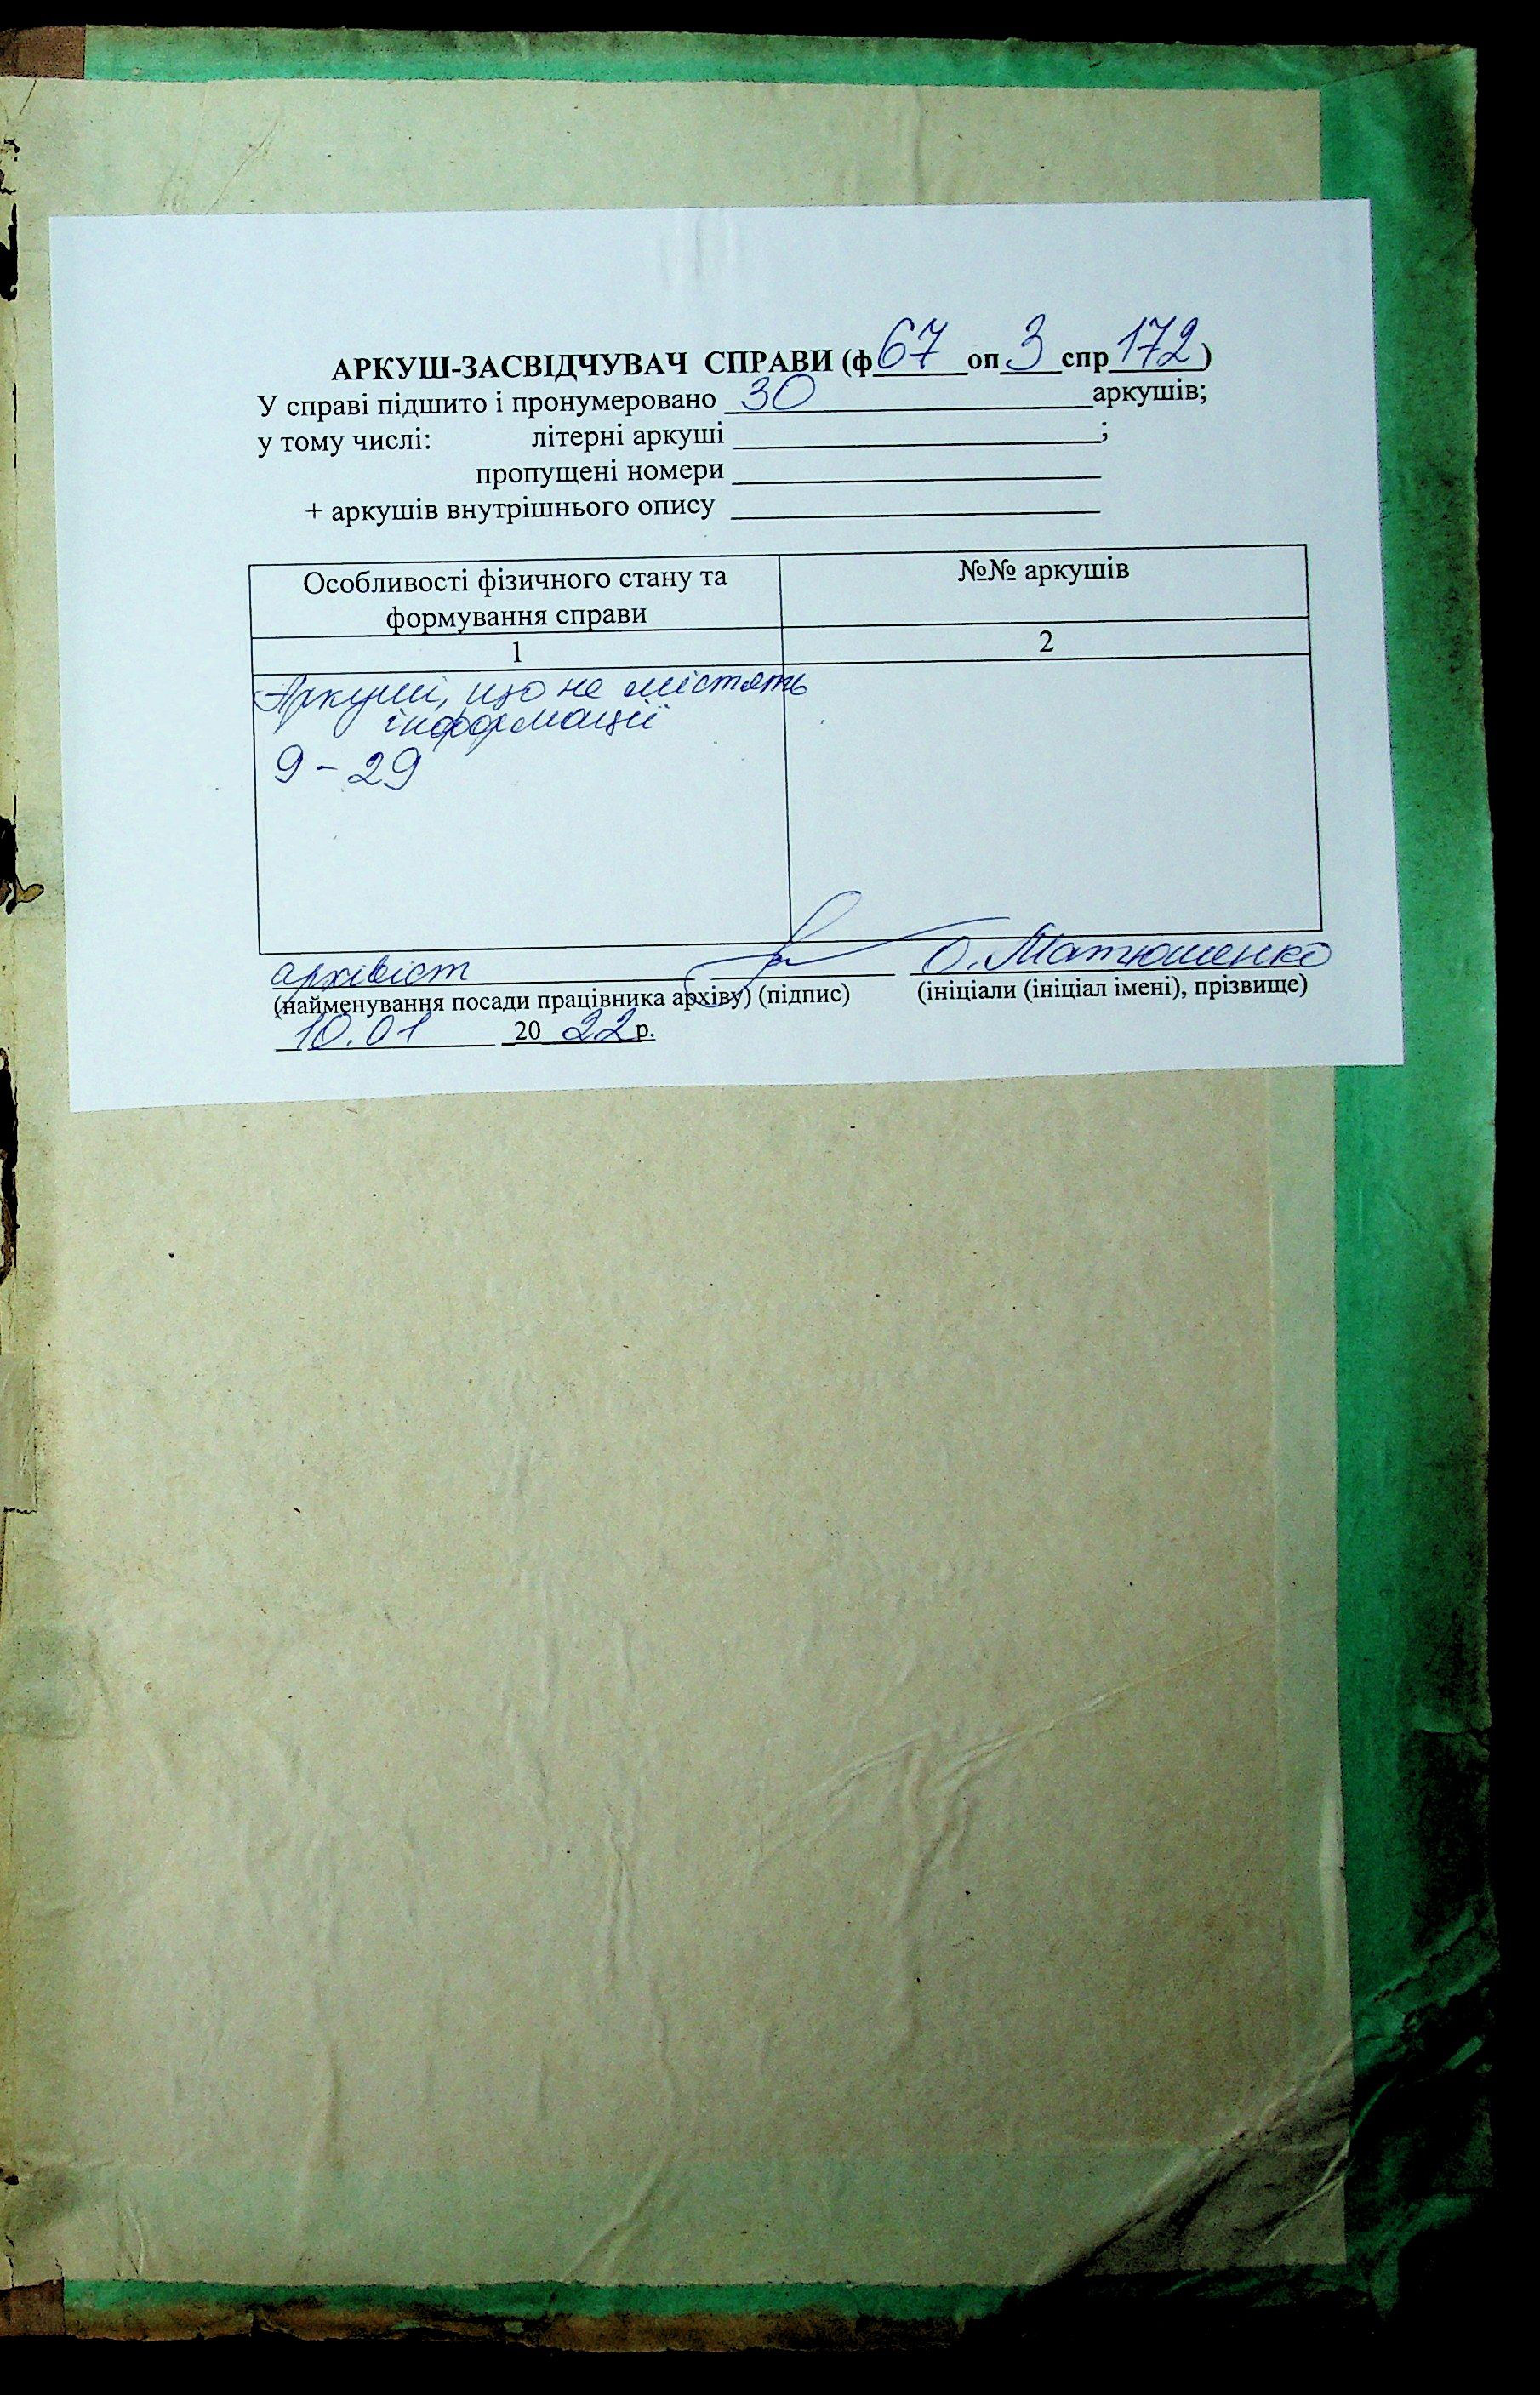 АРКУШ-ЗАСВІДЧУВАЧ СПРАВИ (ф 67 оп 3 спр 172)
У справі підшито і пронумеровано 30 аркушів;
у тому числі: літерні аркуші ;
пропущені номери
+ аркушів внутрішнього опису
Особливості фізичного стану та №№ аркушів
формування справи
1 2
Аркуші, що не містять
інформації
9 - 29
архівіст О. Матюшенко
(найменування посади працівника архіву) (підпис) (ініціали (ініціал імені), прізвище)
10.01 20 22 р.